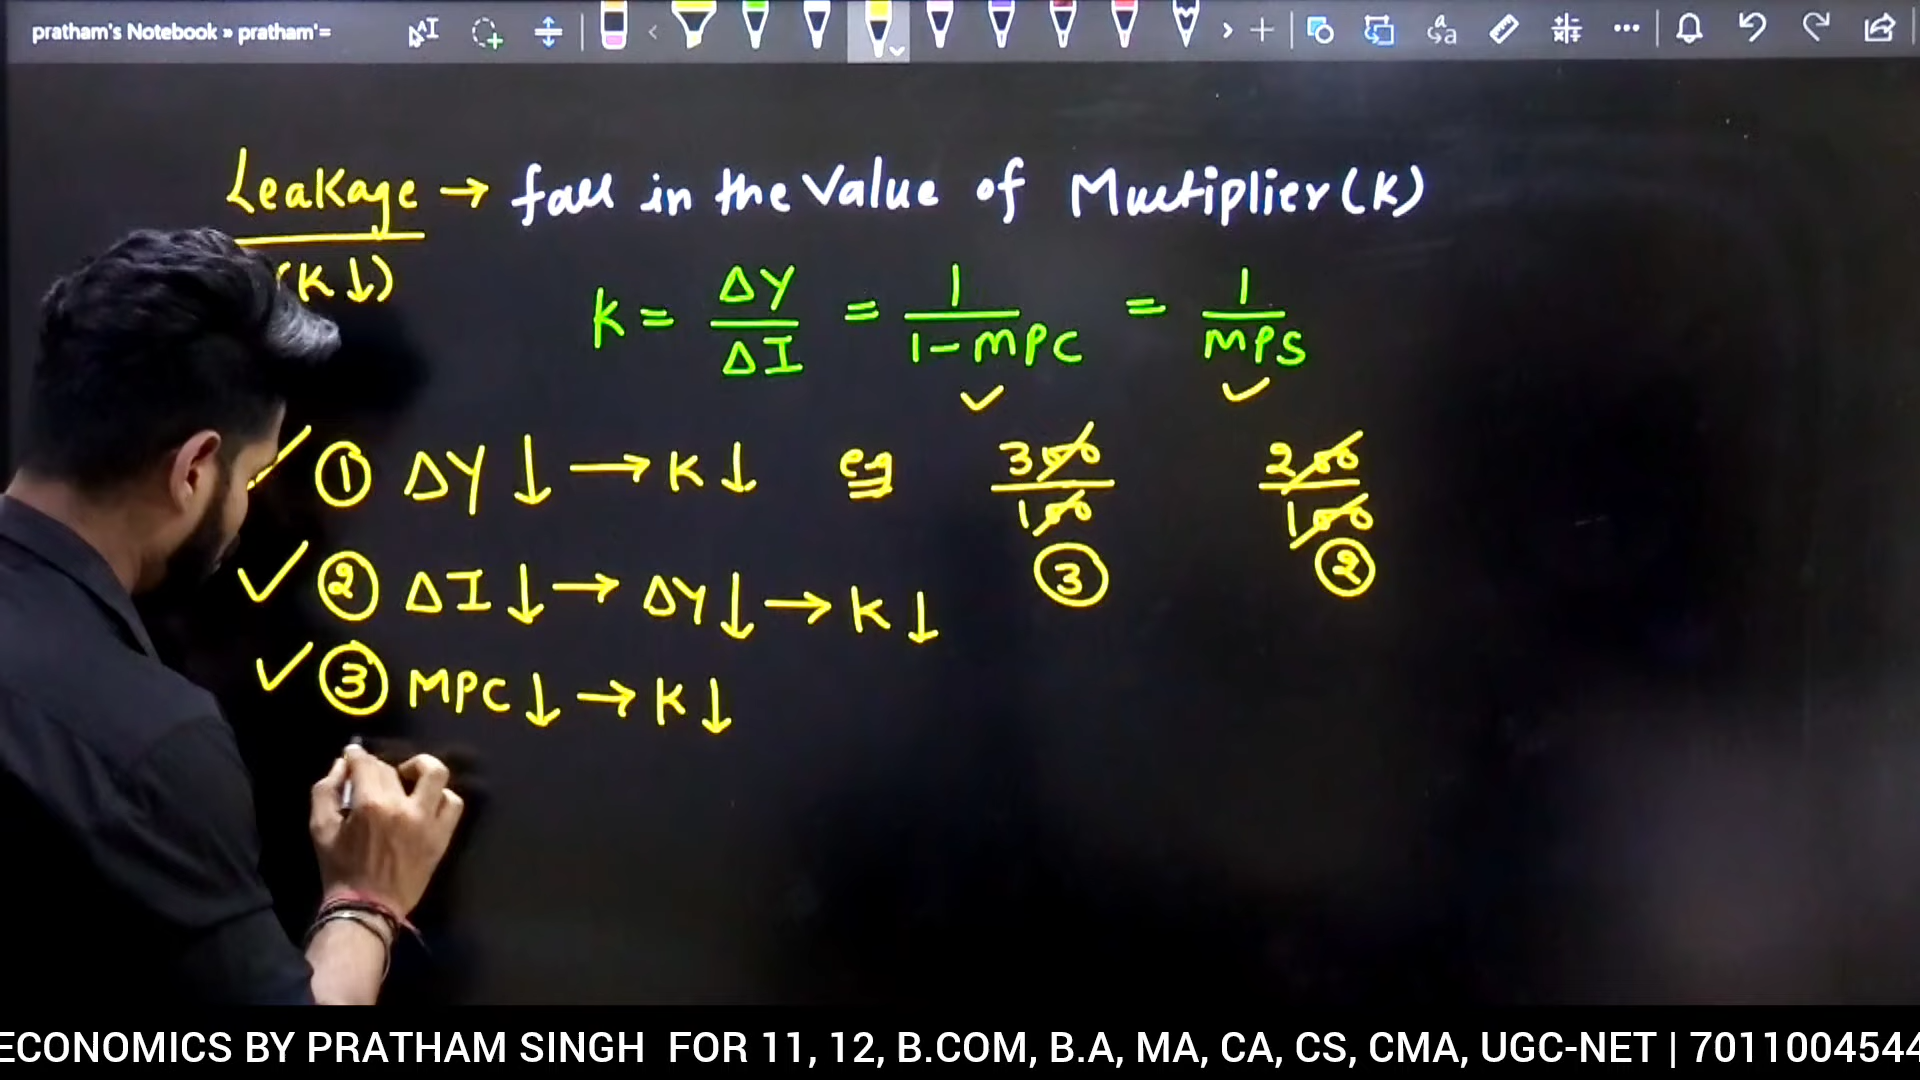 pratham's Notebook » pratham'=
Leakage → fall in the Value of Multiplier (K)
(K↓)
K = ΔY/ΔI = 1/1-MPC = 1/MPS
✓ ✓
✓ ① ΔY ↓ → K ↓ eg 300/100 ③ 200/100 ②
✓ ② ΔI ↓ → ΔY ↓ → K ↓
✓ ③ MPC ↓ → K ↓
ECONOMICS BY PRATHAM SINGH FOR 11, 12, B.COM, B.A, MA, CA, CS, CMA, UGC-NET | 7011004544